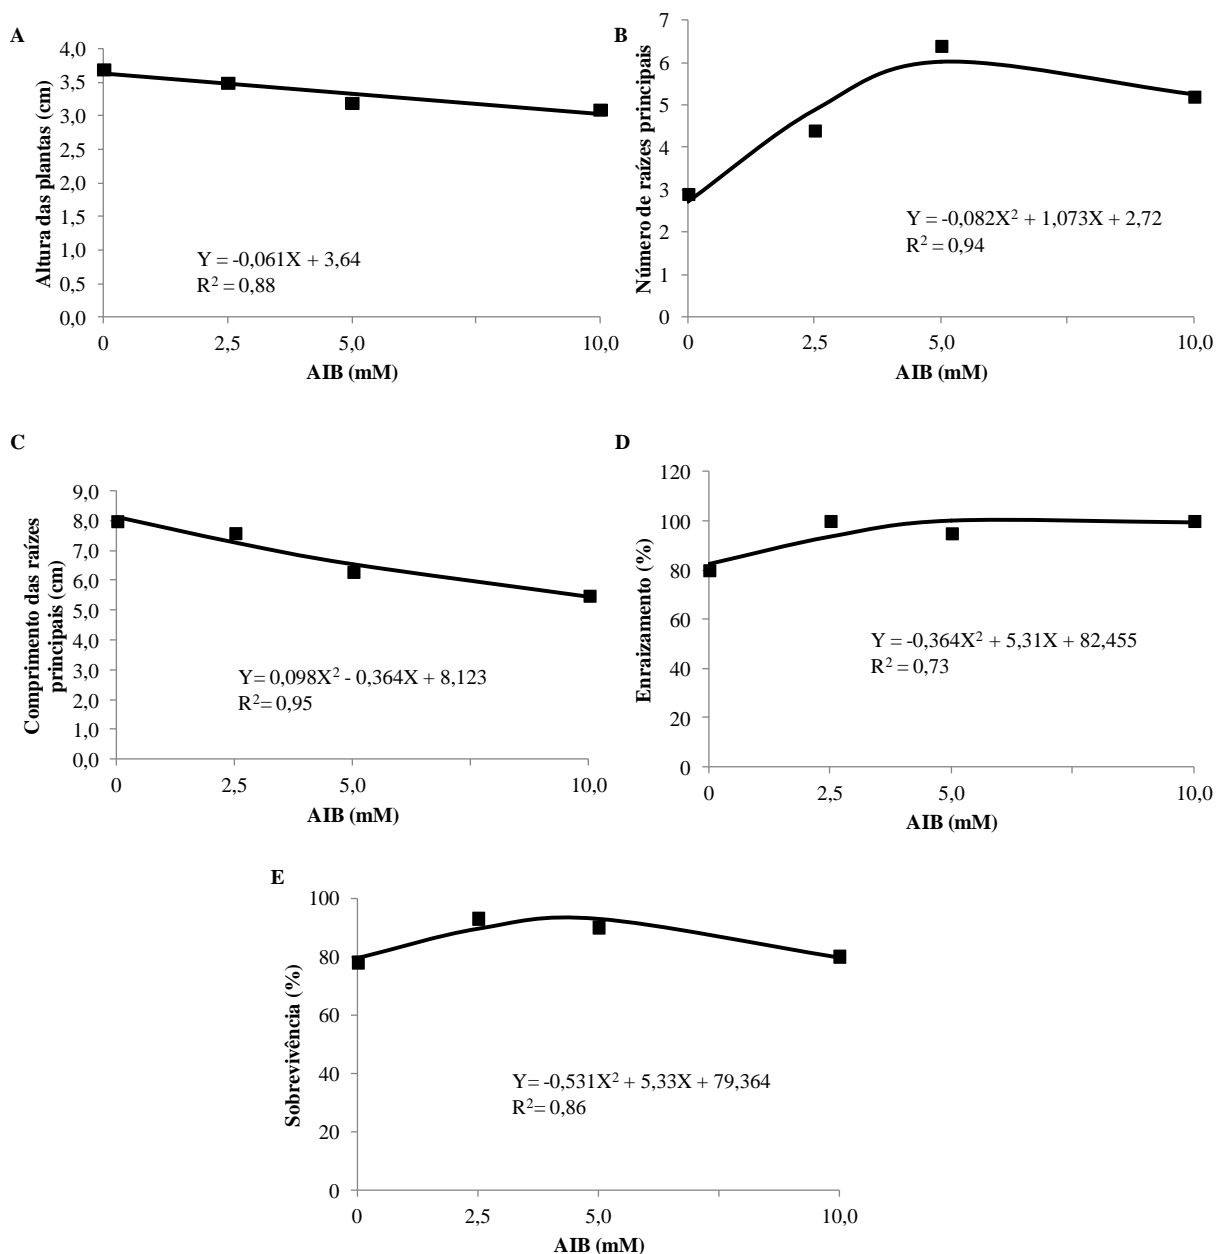 A
Altura das plantas (cm)
4,0
3,5
3,0
2,5
2,0
1,5
1,0
0,5
0,0
Y = -0,061X + 3,64
R² = 0,88
0 2,5 5,0 10,0
AIB (mM)
B
Número de raízes principais
7
6
5
4
3
2
1
0
Y = -0,082X² + 1,073X + 2,72
R² = 0,94
0 2,5 5,0 10,0
AIB (mM)
C
Comprimento das raízes
principais (cm)
9,0
8,0
7,0
6,0
5,0
4,0
3,0
2,0
1,0
0,0
Y= 0,098X² - 0,364X + 8,123
R²= 0,95
0 2,5 5,0 10,0
AIB (mM)
D
Enraizamento (%)
120
100
80
60
40
20
0
Y = -0,364X² + 5,31X + 82,455
R² = 0,73
0 2,5 5,0 10,0
AIB (mM)
E
Sobrevivência (%)
100
80
60
40
20
0
Y= -0,531X² + 5,33X + 79,364
R²= 0,86
0 2,5 5,0 10,0
AIB (mM)